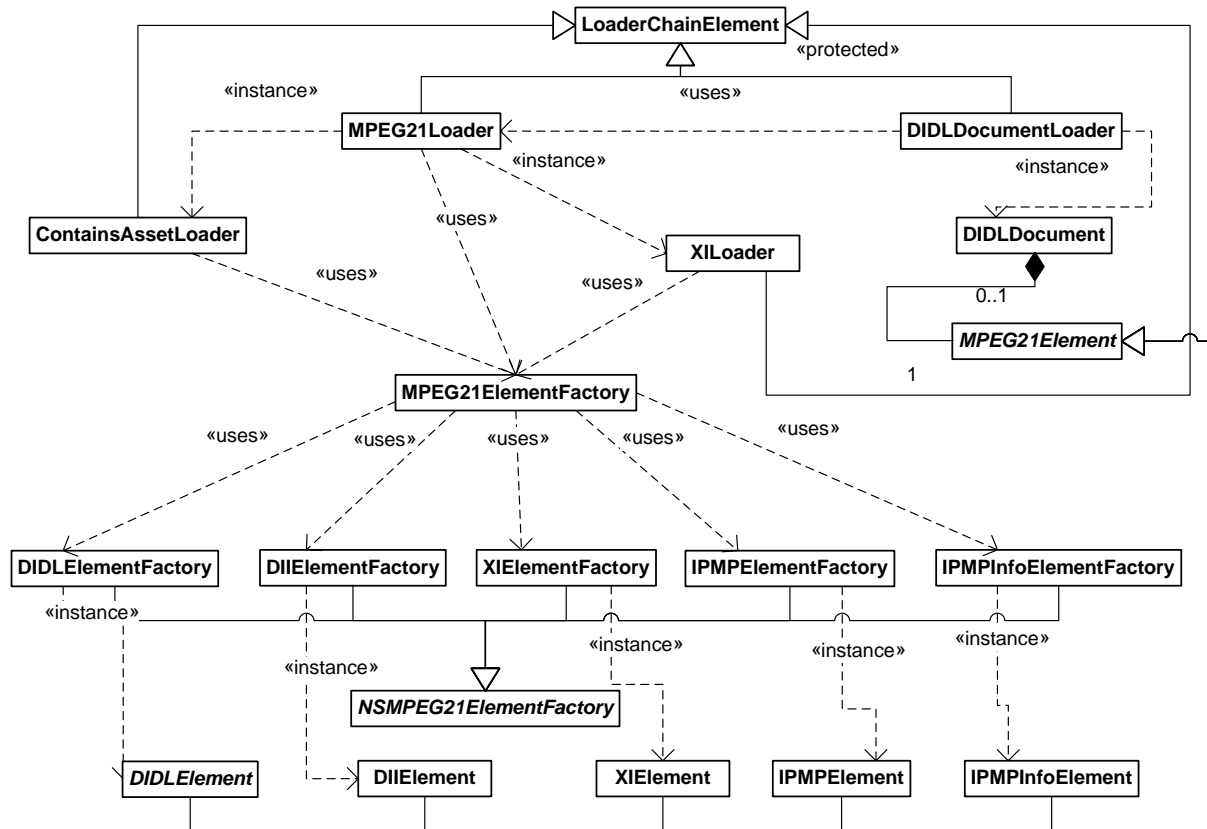 LoaderChainElement
«protected»
«instance»
«uses»
MPEG21Loader
DIDLDocumentLoader
«instance»
«instance»
«uses»
ContainsAssetLoader
DIDLDocument
XILoader
«uses»
«uses»
0..1
MPEG21Element
1
MPEG21ElementFactory
«uses»
«uses»
«uses»
«uses»
«uses»
DIDLElementFactory
DIIElementFactory
XIElementFactory
IPMPElementFactory
IPMPInfoElementFactory
«instance»
«instance»
«instance»
«instance»
«instance»
NSMPEG21ElementFactory
DIDLElement
DIIElement
XIElement
IPMPElement
IPMPInfoElement